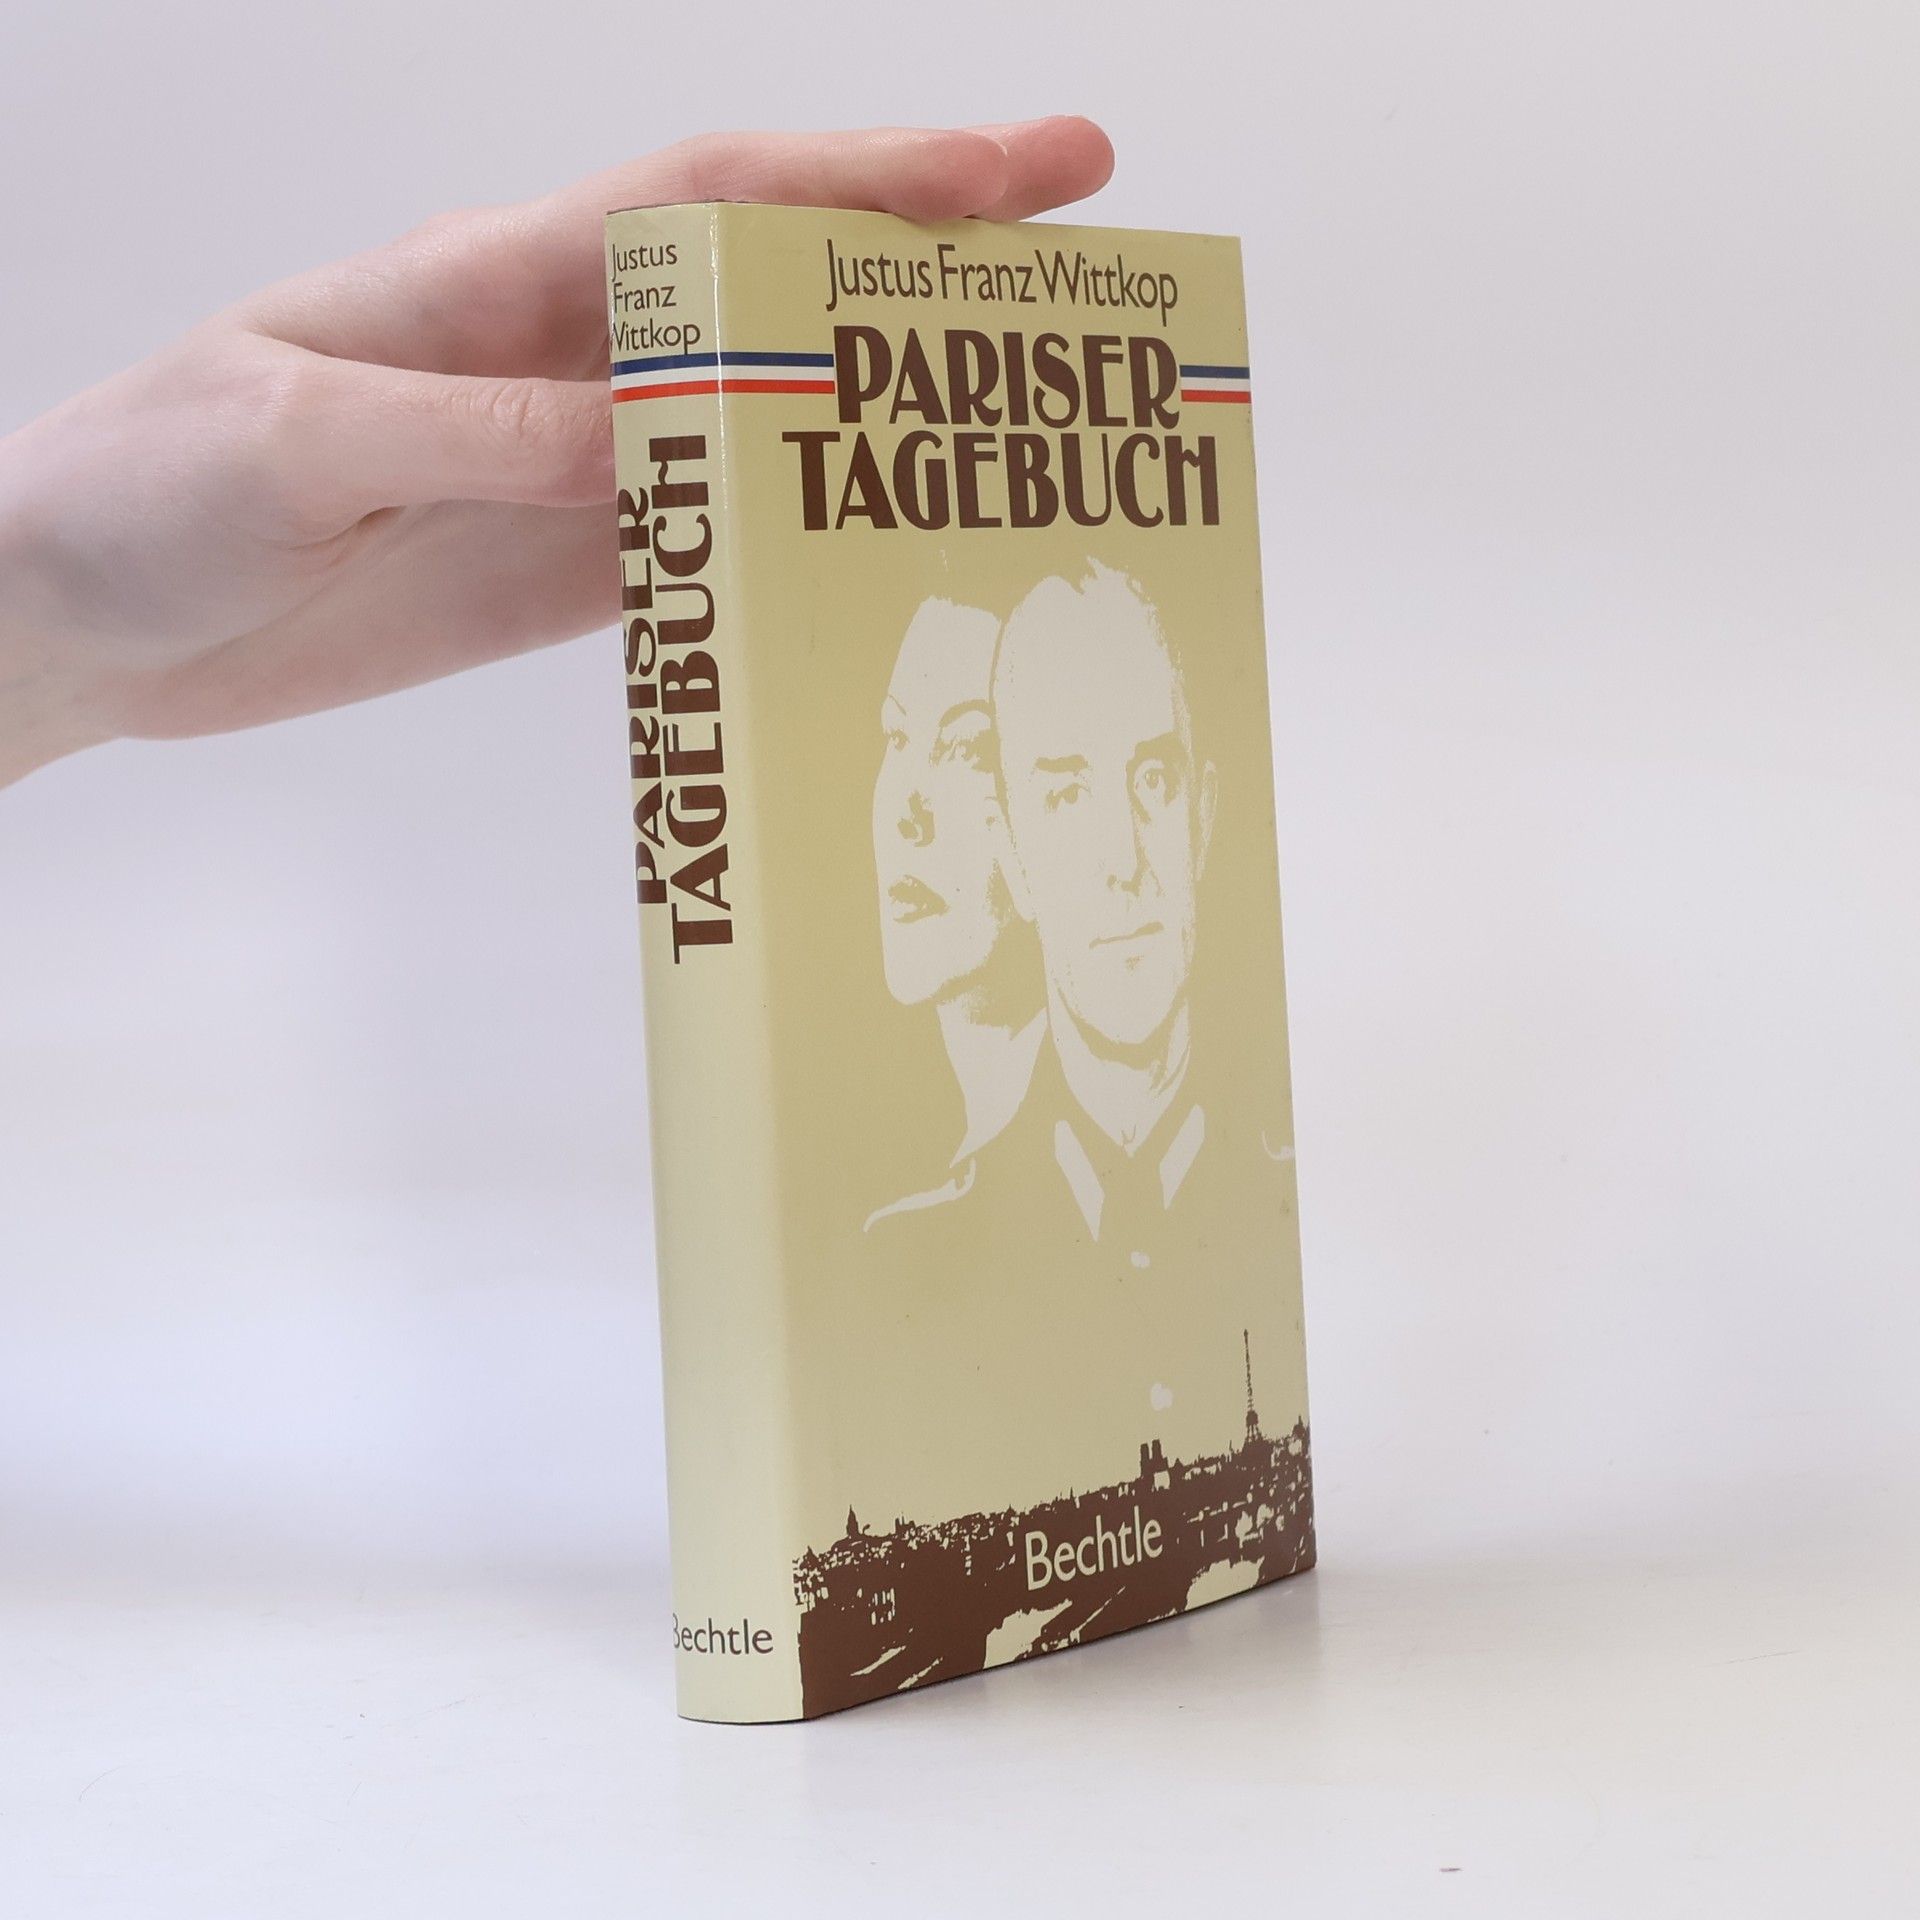 Justus
Franz
Wittkop
PARISER
TAGEBUCH
Bechtle
Justus Franz Wittkop
PARISER
TAGEBUCH
Bechtle